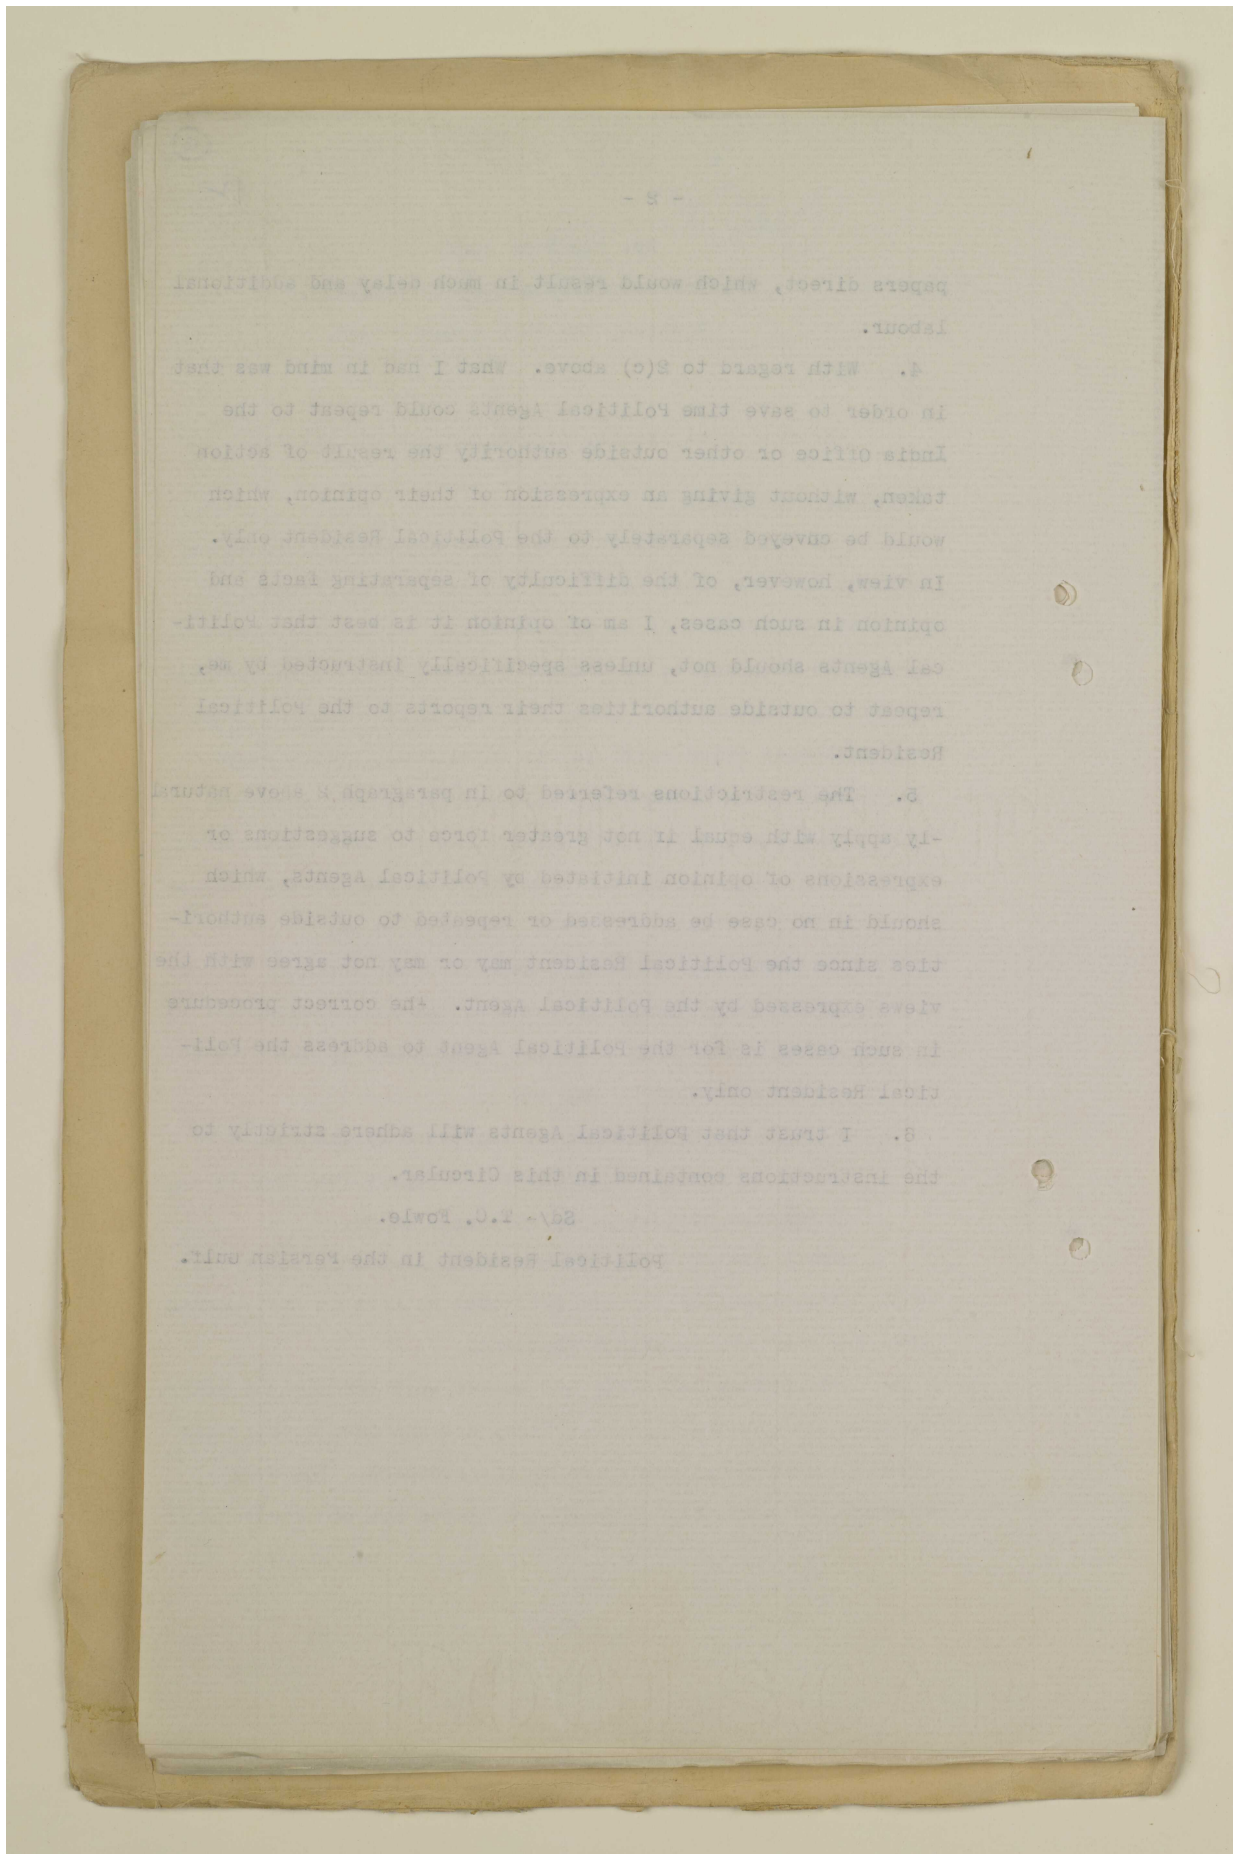 - 2 -
papers direct, which would result in much delay and additional
labour.
4. With regard to 2(c) above. What I had in mind was that
in order to save time Political Agents could repeat to the
India Office or other outside authority the result of action
taken, without giving an expression of their opinion, which
would be cnveyed separately to the Political Resident only.
In view, however, of the difficulty of separating facts and
opinion in such cases, I am of opinion it is best that Politi-
cal Agents should not, unless specifically instructed by me,
repeat to outside authorities their reports to the Political
Resident.
5. The restrictions referred to in paragraph 2 above natural
-ly apply with equal if not greater force to suggestions or
expressions of opinion initiated by Political Agents, which
should in no case be addressed or repeated to outside authori-
ties since the Political Resident may or may not agree with the
views expressed by the Political Agent. The correct procedure
in such cases is for the Political Agent to address the Poli-
tical Resident only.
6. I trust that Political Agents will adhere strictly to
the instructions contained in this Circular.
Sd/- T.C. Fowle.
Political Resident in the Persian Gulf.